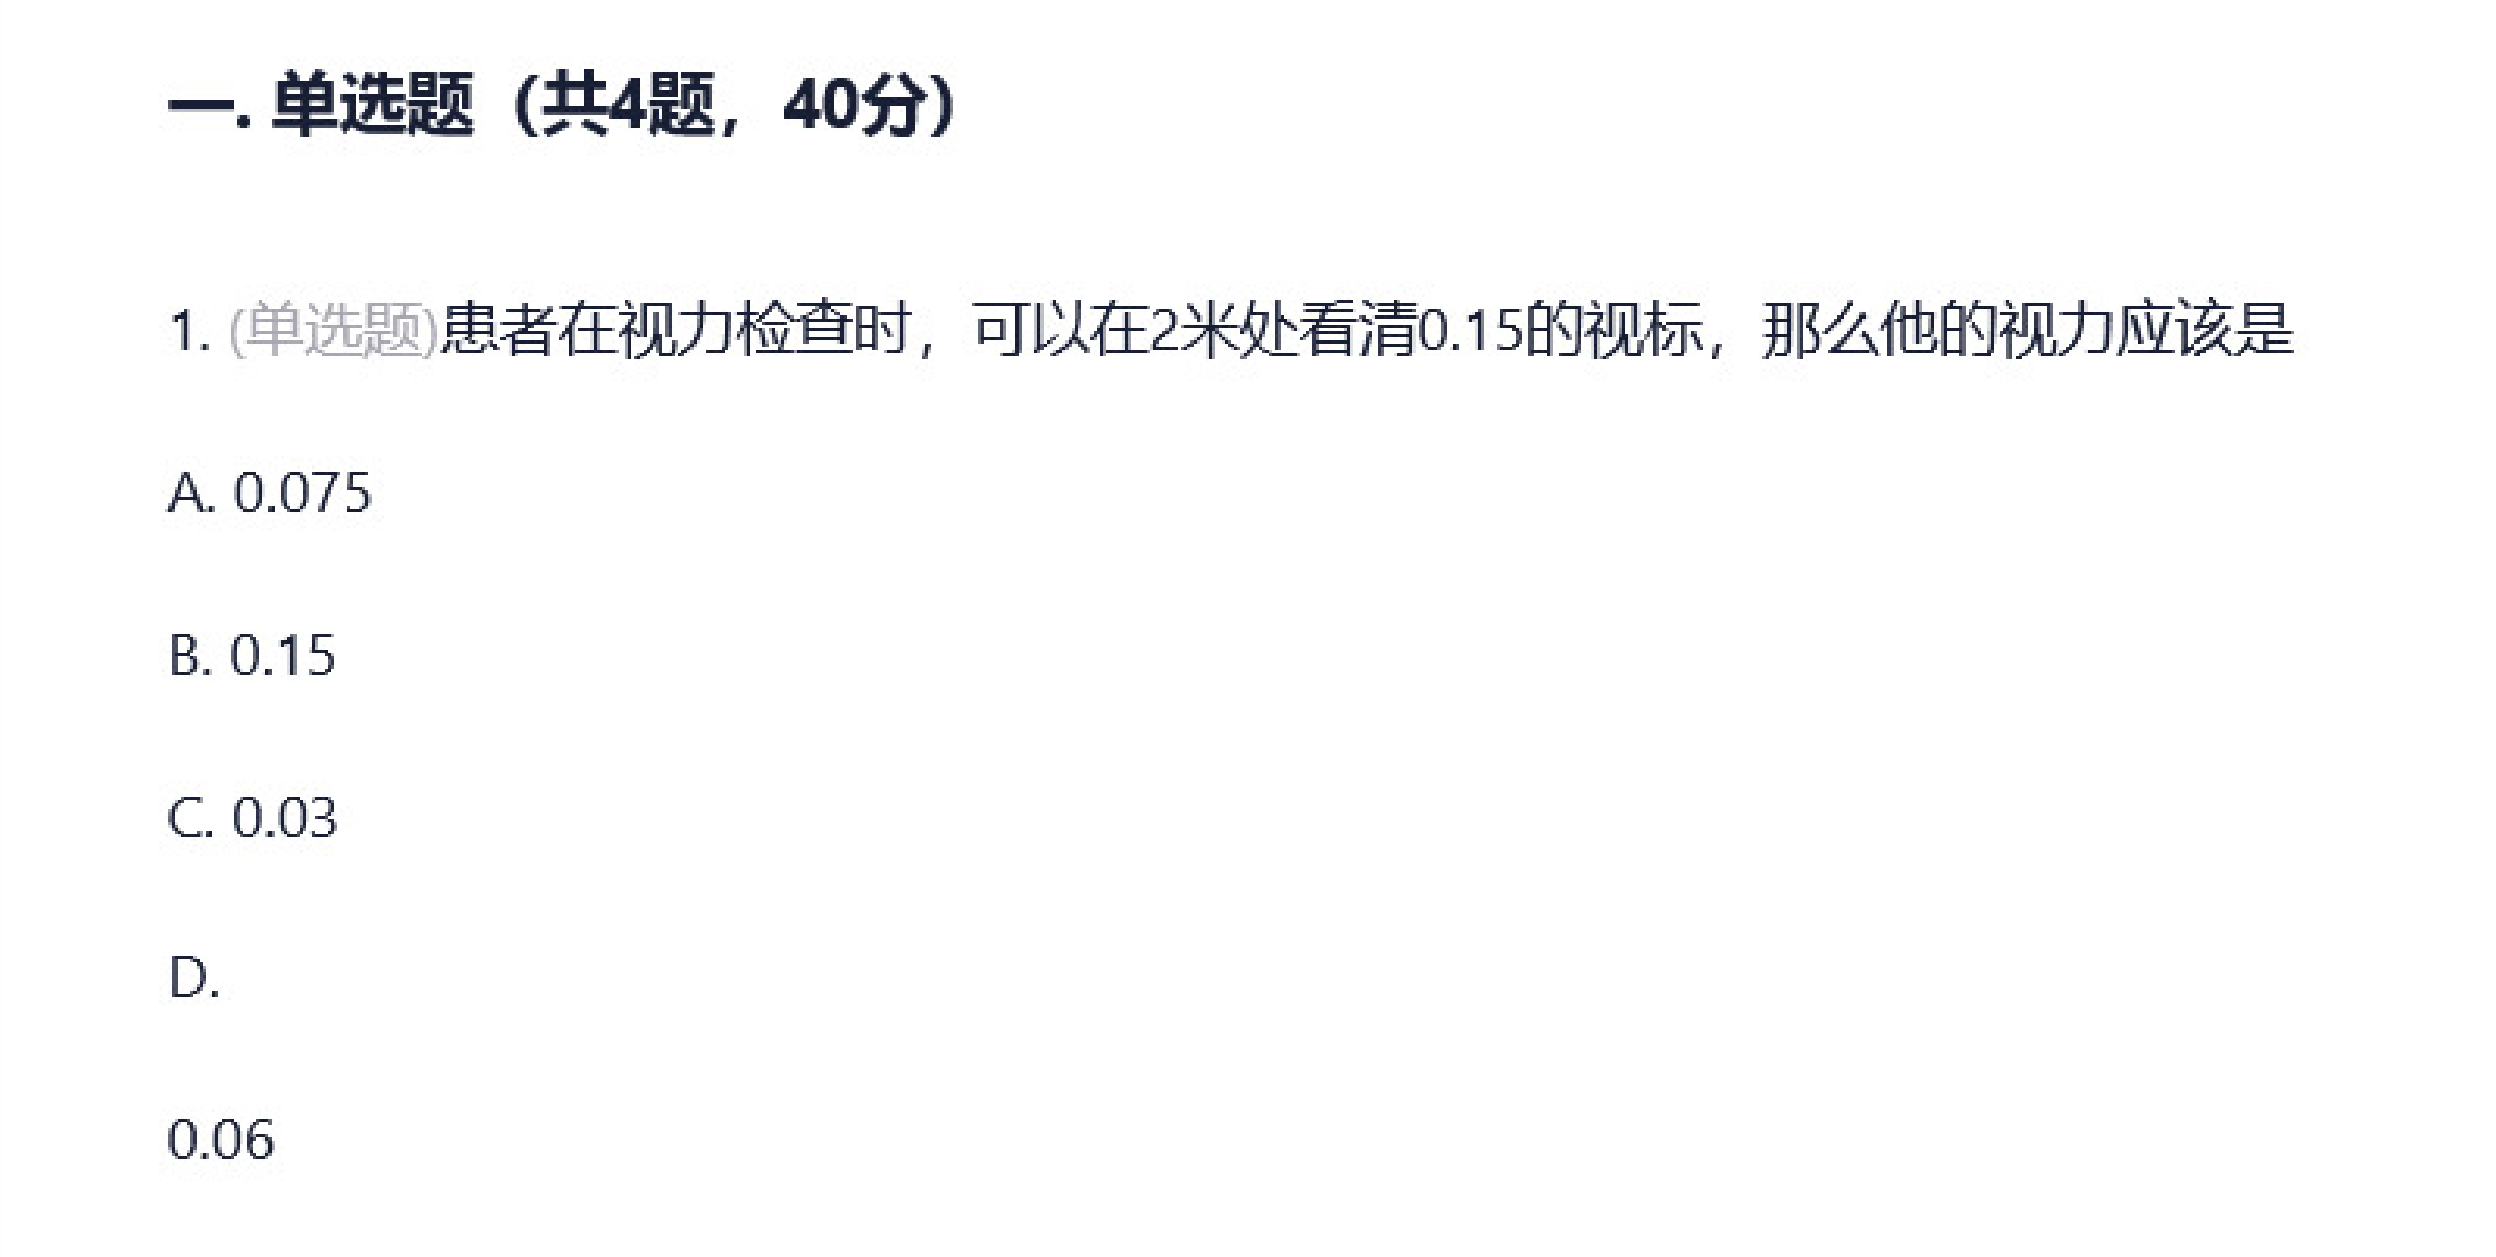 一. 单选题（共4题，40分）
1. (单选题)患者在视力检查时，可以在2米处看清0.15的视标，那么他的视力应该是
A. 0.075
B. 0.15
C. 0.03
D.
0.06